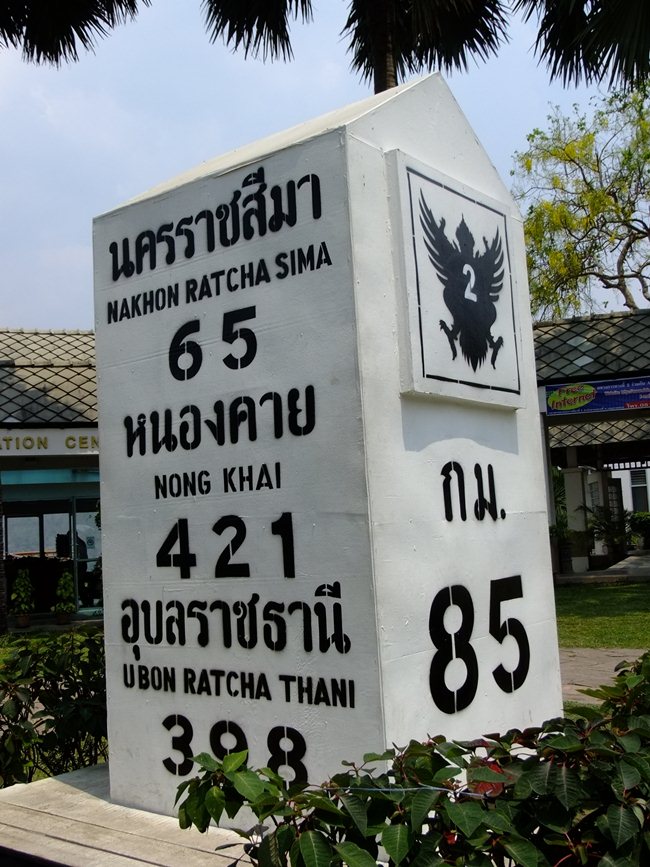 นครราชสีมา
NAKHON RATCHA SIMA
65
หนองคาย
NONG KHAI
421
อุบลราชธานี
UBON RATCHA THANI
398
2
กม.
85
ATION CEN
Free
Internet